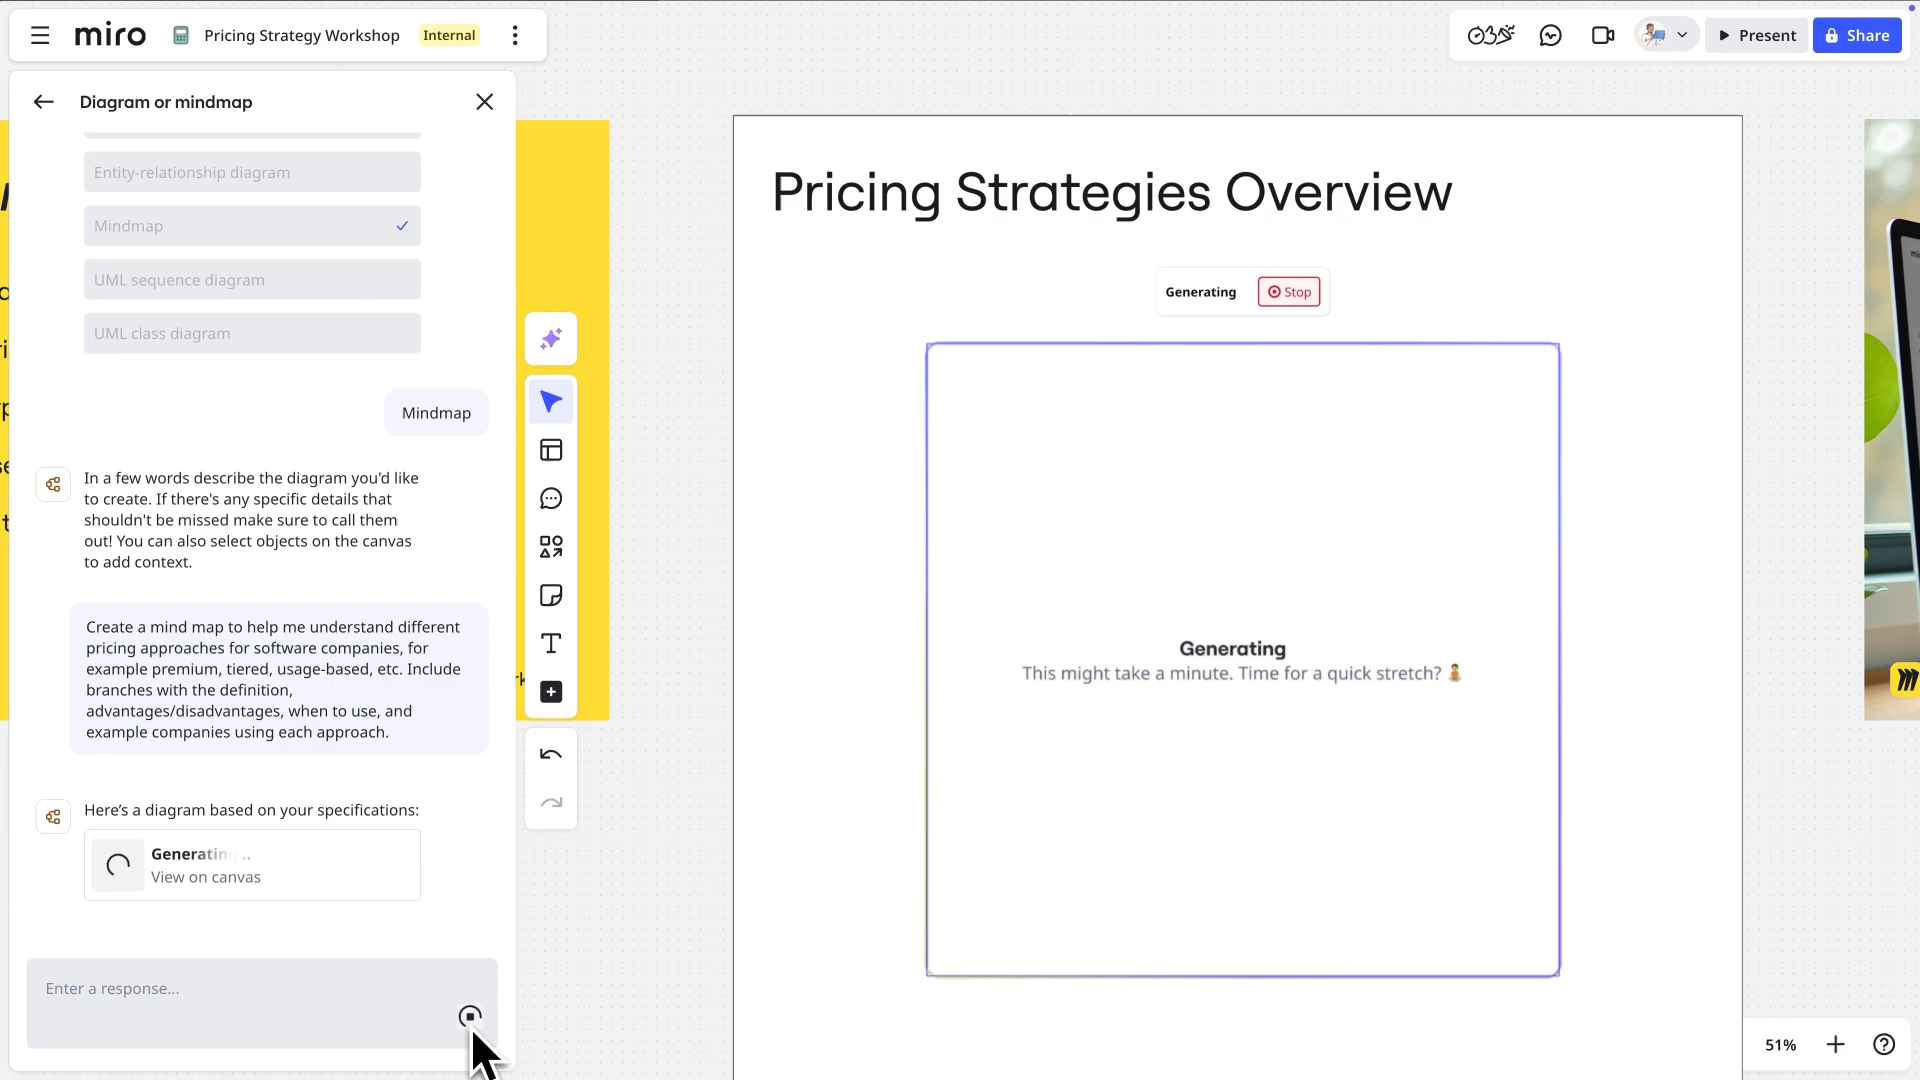 miro
Pricing Strategy Workshop
Internal
Present
Share
Diagram or mindmap
Entity-relationship diagram
Mindmap
UML sequence diagram
UML class diagram
Mindmap
In a few words describe the diagram you'd like
to create. If there's any specific details that
shouldn't be missed make sure to call them
out! You can also select objects on the canvas
to add context.
Create a mind map to help me understand different
pricing approaches for software companies, for
example premium, tiered, usage-based, etc. Include
branches with the definition,
advantages/disadvantages, when to use, and
example companies using each approach.
Here's a diagram based on your specifications:
Generating ..
View on canvas
Enter a response...
Pricing Strategies Overview
Generating
Stop
Generating
This might take a minute. Time for a quick stretch?
51%